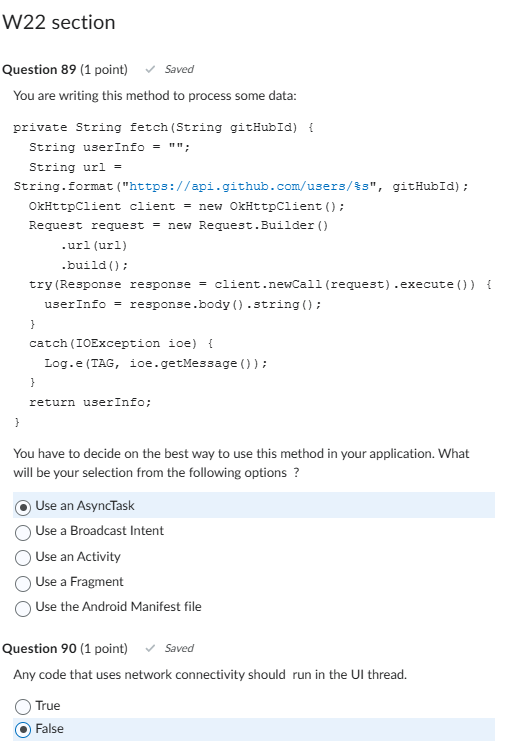 W22 section
Question 89 (1 point) ✓ Saved
You are writing this method to process some data:
private String fetch(String gitHubId) {
String userInfo = "";
String url =
String.format("https://api.github.com/users/%s", gitHubId);
OkHttpClient client = new OkHttpClient();
Request request = new Request.Builder()
.url(url)
.build();
try(Response response = client.newCall(request).execute()) {
userInfo = response.body().string();
}
catch(IOException ioe) {
Log.e(TAG, ioe.getMessage());
}
return userInfo;
}
You have to decide on the best way to use this method in your application. What
will be your selection from the following options ?
Use an AsyncTask
Use a Broadcast Intent
Use an Activity
Use a Fragment
Use the Android Manifest file
Question 90 (1 point) ✓ Saved
Any code that uses network connectivity should run in the UI thread.
True
False